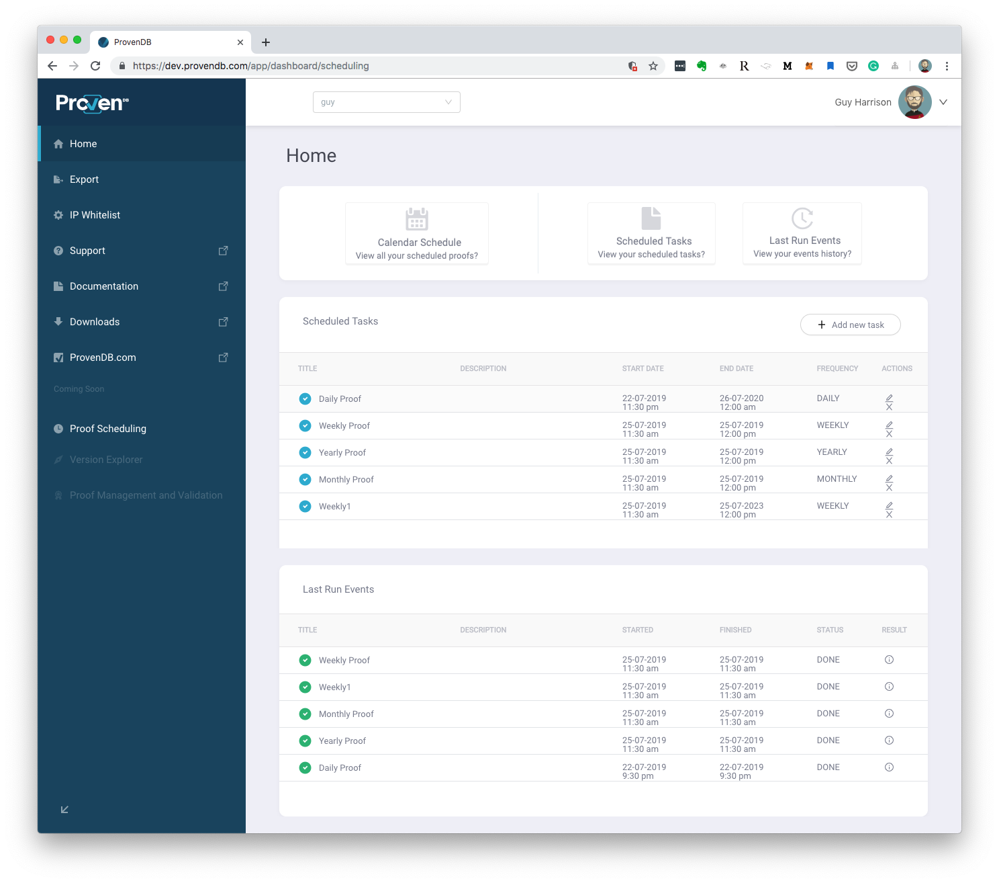 ProvenDB
https://dev.provendb.com/app/dashboard/scheduling
R
M
G
ProvenDB
guy
Guy Harrison
Home
Export
IP Whitelist
Support
Documentation
Downloads
ProvenDB.com
Coming Soon
Proof Scheduling
Version Explorer
Proof Management and Validation
Home
Calendar Schedule
View all your scheduled proofs?
Scheduled Tasks
View your scheduled tasks?
Last Run Events
View your events history?
Scheduled Tasks
+ Add new task
TITLE DESCRIPTION START DATE END DATE FREQUENCY ACTIONS
Daily Proof 22-07-2019 26-07-2020 DAILY
11:30 pm 12:00 am
Weekly Proof 25-07-2019 25-07-2019 WEEKLY
11:30 am 12:00 pm
Yearly Proof 25-07-2019 25-07-2019 YEARLY
11:30 am 12:00 pm
Monthly Proof 25-07-2019 25-07-2019 MONTHLY
11:30 am 12:00 pm
Weekly1 25-07-2019 25-07-2023 WEEKLY
11:30 am 12:00 pm
Last Run Events
TITLE DESCRIPTION STARTED FINISHED STATUS RESULT
Weekly Proof 25-07-2019 25-07-2019 DONE
11:30 am 11:30 am
Weekly1 25-07-2019 25-07-2019 DONE
11:30 am 11:30 am
Monthly Proof 25-07-2019 25-07-2019 DONE
11:30 am 11:30 am
Yearly Proof 25-07-2019 25-07-2019 DONE
11:30 am 11:30 am
Daily Proof 22-07-2019 22-07-2019 DONE
9:30 pm 9:30 pm